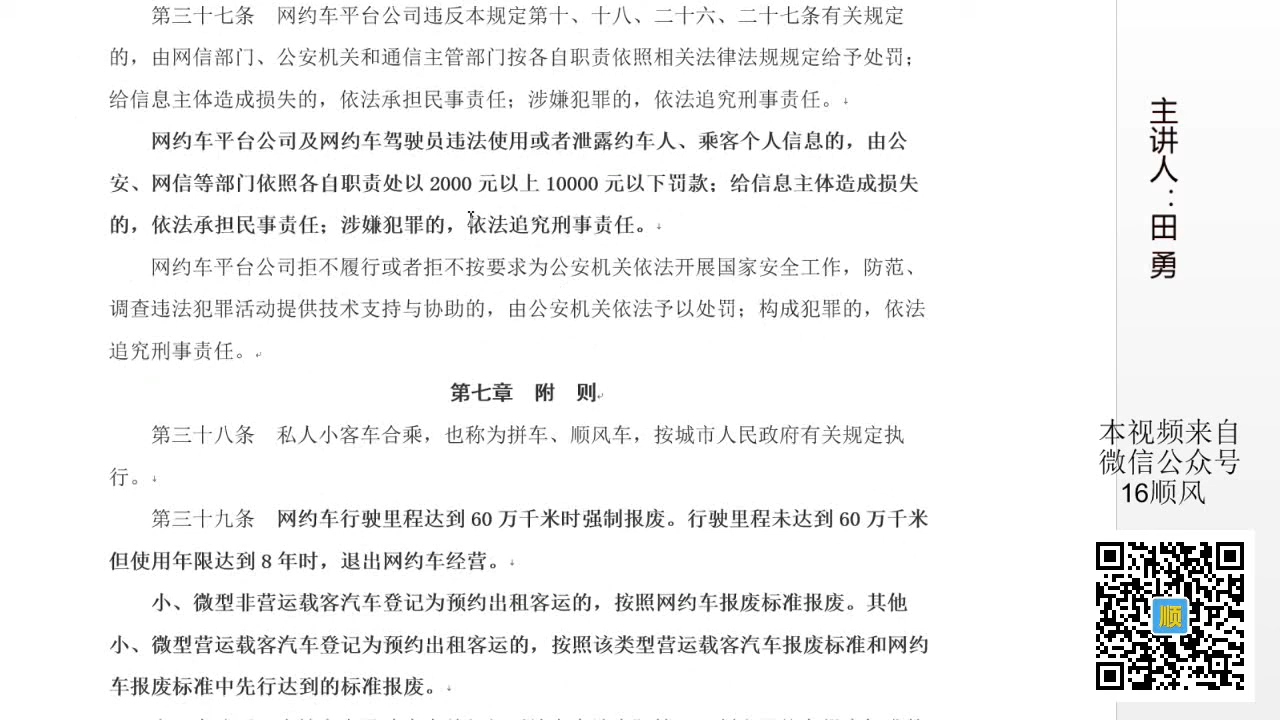 第三十七条　网约车平台公司违反本规定第十、十八、二十六、二十七条有关规定
的，由网信部门、公安机关和通信主管部门按各自职责依照相关法律法规规定给予处罚；
给信息主体造成损失的，依法承担民事责任；涉嫌犯罪的，依法追究刑事责任。
网约车平台公司及网约车驾驶员违法使用或者泄露约车人、乘客个人信息的，由公
安、网信等部门依照各自职责处以 2000 元以上 10000 元以下罚款；给信息主体造成损失
的，依法承担民事责任；涉嫌犯罪的，依法追究刑事责任。
网约车平台公司拒不履行或者拒不按要求为公安机关依法开展国家安全工作，防范、
调查违法犯罪活动提供技术支持与协助的，由公安机关依法予以处罚；构成犯罪的，依法
追究刑事责任。
第七章　附　则
第三十八条　私人小客车合乘，也称为拼车、顺风车，按城市人民政府有关规定执
行。
第三十九条　网约车行驶里程达到 60 万千米时强制报废。行驶里程未达到 60 万千米
但使用年限达到 8 年时，退出网约车经营。
小、微型非营运载客汽车登记为预约出租客运的，按照网约车报废标准报废。其他
小、微型营运载客汽车登记为预约出租客运的，按照该类型营运载客汽车报废标准和网约
车报废标准中先行达到的标准报废。
主讲人：田勇
本视频来自
微信公众号
16顺风
顺